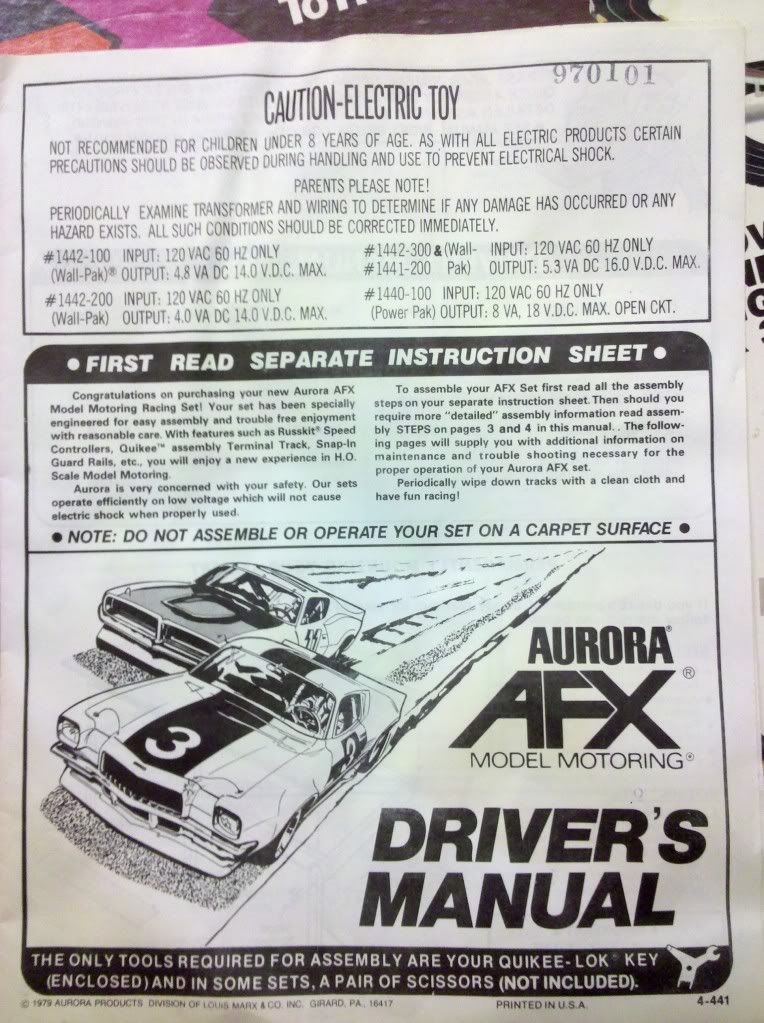 TO
970101
CAUTION-ELECTRIC TOY
NOT RECOMMENDED FOR CHILDREN UNDER 8 YEARS OF AGE. AS WITH ALL ELECTRIC PRODUCTS CERTAIN
PRECAUTIONS SHOULD BE OBSERVED DURING HANDLING AND USE TO PREVENT ELECTRICAL SHOCK.
PARENTS PLEASE NOTE!
PERIODICALLY EXAMINE TRANSFORMER AND WIRING TO DETERMINE IF ANY DAMAGE HAS OCCURRED OR ANY
HAZARD EXISTS. ALL SUCH CONDITIONS SHOULD BE CORRECTED IMMEDIATELY.
#1442-100 INPUT: 120 VAC 60 HZ ONLY
(Wall-Pak)® OUTPUT: 4.8 VA DC 14.0 V.D.C. MAX.
#1442-200 INPUT: 120 VAC 60 HZ ONLY
(Wall-Pak) OUTPUT: 4.0 VA DC 14.0 V.D.C. MAX.
#1442-300 & (Wall- INPUT: 120 VAC 60 HZ ONLY
#1441-200 Pak) OUTPUT: 5.3 VA DC 16.0 V.D.C. MAX.
#1440-100 INPUT: 120 VAC 60 HZ ONLY
(Power Pak) OUTPUT: 8 VA, 18 V.D.C. MAX. OPEN CKT.
• FIRST READ SEPARATE INSTRUCTION SHEET •
Congratulations on purchasing your new Aurora AFX
Model Motoring Racing Set! Your set has been specially
engineered for easy assembly and trouble free enjoyment
with reasonable care. With features such as Russkit® Speed
Controllers, Quikee™ assembly Terminal Track, Snap-In
Guard Rails, etc., you will enjoy a new experience in H.O.
Scale Model Motoring.
Aurora is very concerned with your safety. Our sets
operate efficiently on low voltage which will not cause
electric shock when properly used.
To assemble your AFX Set first read all the assembly
steps on your separate instruction sheet. Then should you
require more "detailed" assembly information read assem-
bly STEPS on pages 3 and 4 in this manual.. The follow-
ing pages will supply you with additional information on
maintenance and trouble shooting necessary for the
proper operation of your Aurora AFX set.
Periodically wipe down tracks with a clean cloth and
have fun racing!
• NOTE: DO NOT ASSEMBLE OR OPERATE YOUR SET ON A CARPET SURFACE •
3
AURORA®
AFX®
MODEL MOTORING®
DRIVER'S
MANUAL
THE ONLY TOOLS REQUIRED FOR ASSEMBLY ARE YOUR QUIKEE-LOK® KEY
(ENCLOSED) AND IN SOME SETS, A PAIR OF SCISSORS (NOT INCLUDED).
© 1979 AURORA PRODUCTS DIVISION OF LOUIS MARX & CO. INC. GIRARD, PA., 16417
PRINTED IN U.S.A.
4-441